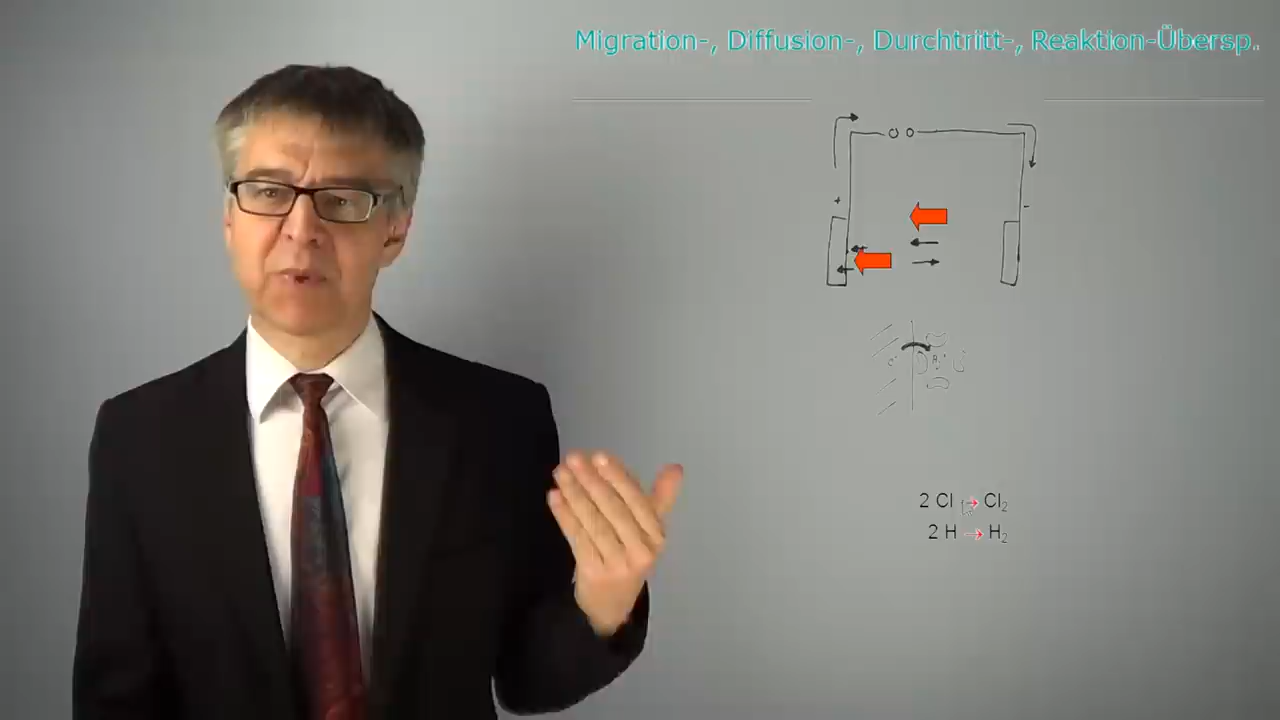 Migration-, Diffusion-, Durchtritt-, Reaktion-Übersp.
+ -
2 Cl → Cl₂
2 H → H₂